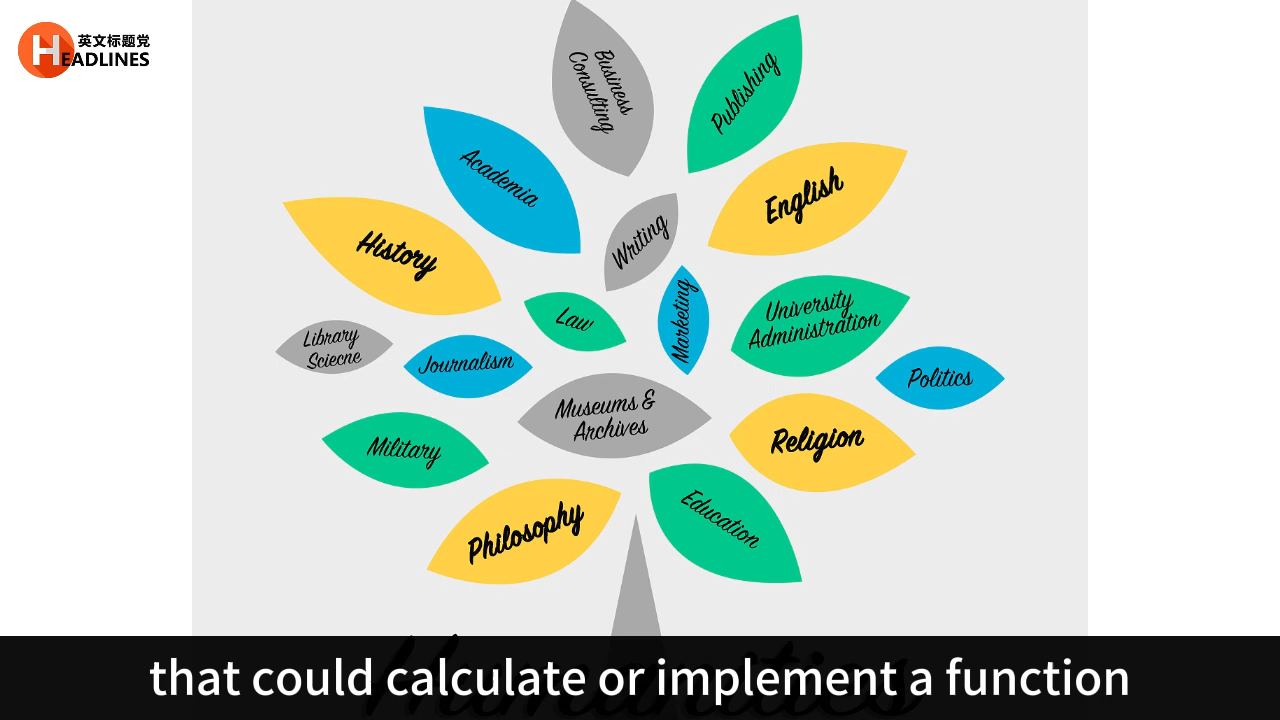 英文标题党
HEADLINES
Business
Consulting
Publishing
Academia
English
Writing
History
Law
Marketing
University
Administration
Library
Sciecne
Journalism
Politics
Museums &
Archives
Military
Religion
Philosophy
Education
Humanities
that could calculate or implement a function